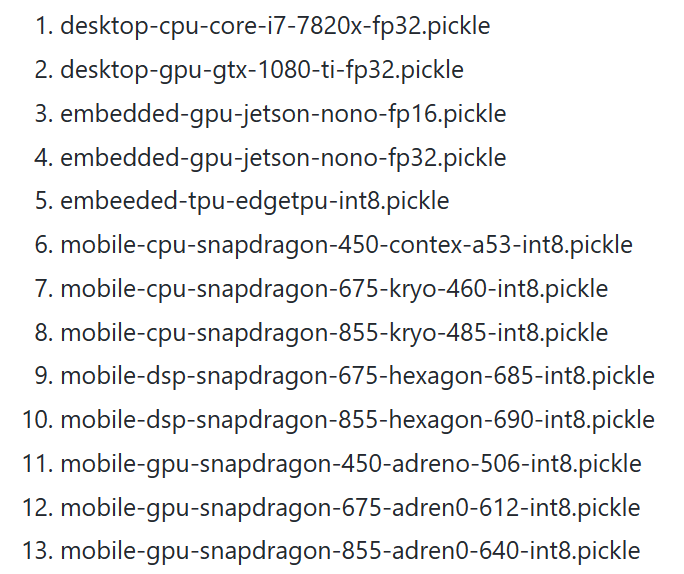 1. desktop-cpu-core-i7-7820x-fp32.pickle
2. desktop-gpu-gtx-1080-ti-fp32.pickle
3. embedded-gpu-jetson-nono-fp16.pickle
4. embedded-gpu-jetson-nono-fp32.pickle
5. embeeded-tpu-edgetpu-int8.pickle
6. mobile-cpu-snapdragon-450-contex-a53-int8.pickle
7. mobile-cpu-snapdragon-675-kryo-460-int8.pickle
8. mobile-cpu-snapdragon-855-kryo-485-int8.pickle
9. mobile-dsp-snapdragon-675-hexagon-685-int8.pickle
10. mobile-dsp-snapdragon-855-hexagon-690-int8.pickle
11. mobile-gpu-snapdragon-450-adreno-506-int8.pickle
12. mobile-gpu-snapdragon-675-adren0-612-int8.pickle
13. mobile-gpu-snapdragon-855-adren0-640-int8.pickle